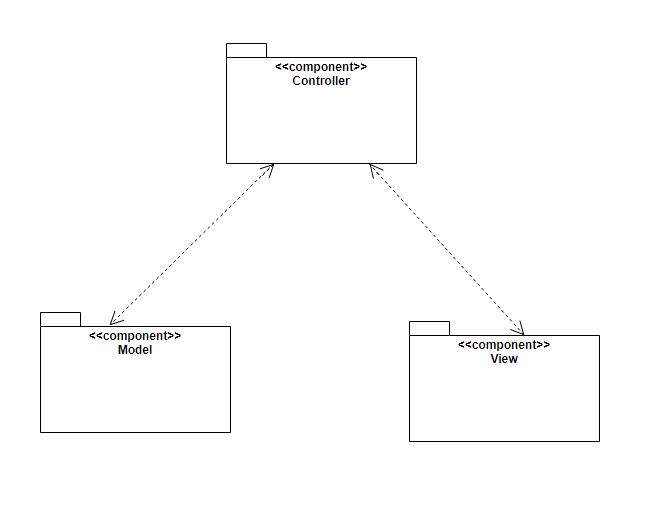 <<component>>
Controller
<<component>>
Model
<<component>>
View